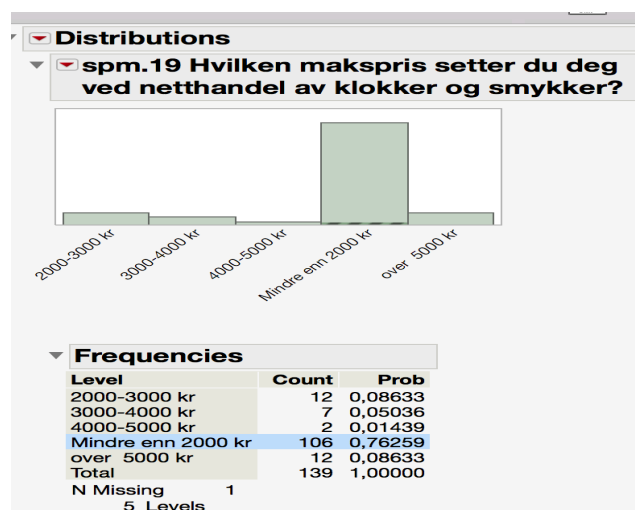 Distributions
spm.19 Hvilken makspris setter du deg
ved netthandel av klokker og smykker?
2000-3000 kr
3000-4000 kr
4000-5000 kr
Mindre enn 2000 kr
over 5000 kr
Frequencies
Level Count Prob
2000-3000 kr 12 0,08633
3000-4000 kr 7 0,05036
4000-5000 kr 2 0,01439
Mindre enn 2000 kr 106 0,76259
over 5000 kr 12 0,08633
Total 139 1,00000
N Missing 1
5 Levels